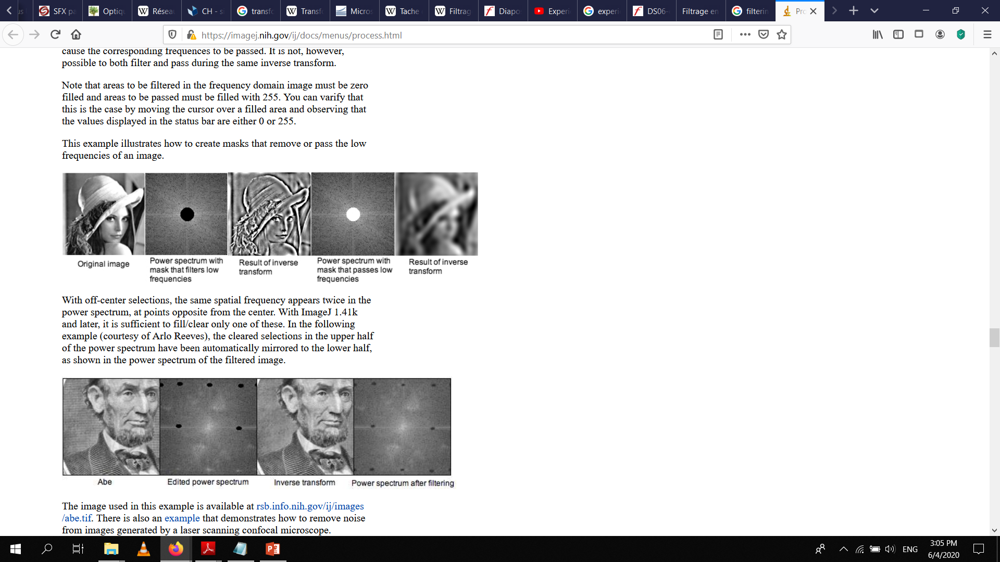 SFX pa
Optiqu
Réseau
CH - s
transfo
Transf
Micros
Tache
Filtrag
Diapo
Experi
experi
DS06-
Filtrage en
filterin
Pro
https://imagej.nih.gov/ij/docs/menus/process.html
cause the corresponding frequences to be passed. It is not, however,
possible to both filter and pass during the same inverse transform.
Note that areas to be filtered in the frequency domain image must be zero
filled and areas to be passed must be filled with 255. You can varify that
this is the case by moving the cursor over a filled area and observing that
the values displayed in the status bar are either 0 or 255.
This example illustrates how to create masks that remove or pass the low
frequencies of an image.
Original image
Power spectrum with
mask that filters low
frequencies
Result of inverse
transform
Power spectrum with
mask that passes low
frequencies
Result of inverse
transform
With off-center selections, the same spatial frequency appears twice in the
power spectrum, at points opposite from the center. With ImageJ 1.41k
and later, it is sufficient to fill/clear only one of these. In the following
example (courtesy of Arlo Reeves), the cleared selections in the upper half
of the power spectrum have been automatically mirrored to the lower half,
as shown in the power spectrum of the filtered image.
Abe
Edited power spectrum
Inverse transform
Power spectrum after filtering
The image used in this example is available at rsb.info.nih.gov/ij/images
/abe.tif. There is also an example that demonstrates how to remove noise
from images generated by a laser scanning confocal microscope.
ENG
3:05 PM
6/4/2020